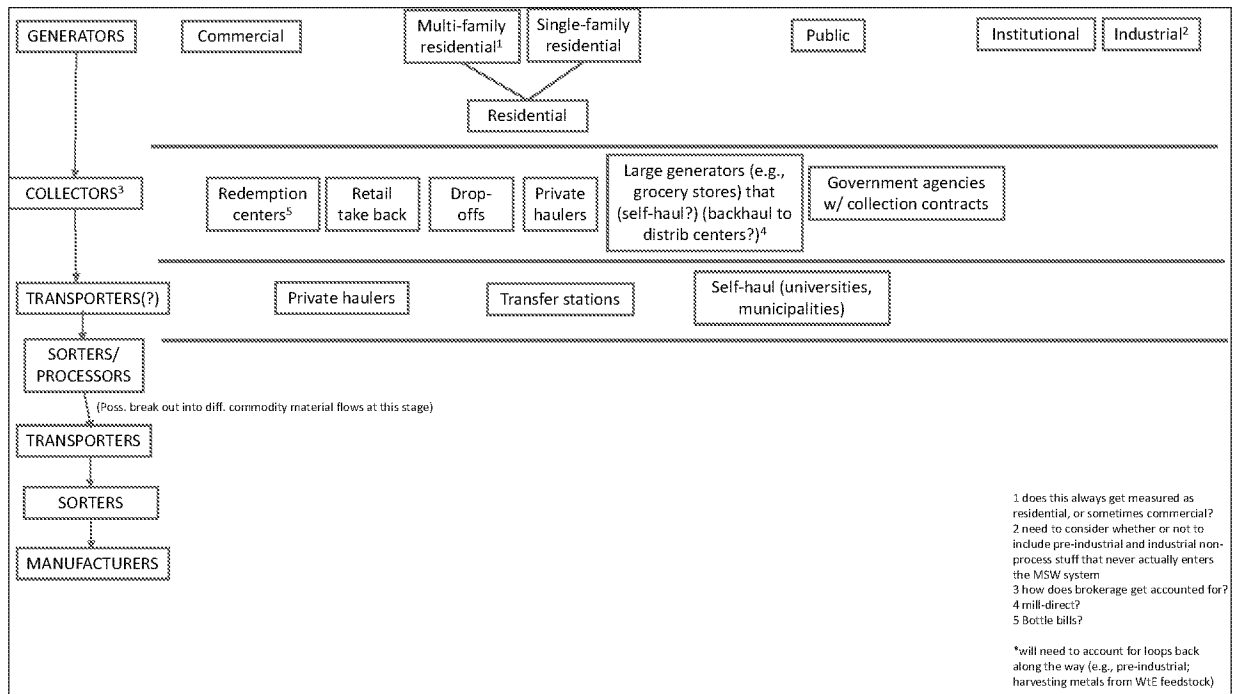 GENERATORS
Commercial
Multi-family
residential¹
Single-family
residential
Public
Institutional
Industrial²
Residential
COLLECTORS³
Redemption
centers⁵
Retail
take back
Drop-
offs
Private
haulers
Large generators (e.g.,
grocery stores) that
(self-haul?) (backhaul to
distrib centers?)⁴
Government agencies
w/ collection contracts
TRANSPORTERS(?)
Private haulers
Transfer stations
Self-haul (universities,
municipalities)
SORTERS/
PROCESSORS
(Poss. break out into diff. commodity material flows at this stage)
TRANSPORTERS
SORTERS
MANUFACTURERS
1 does this always get measured as
residential, or sometimes commercial?
2 need to consider whether or not to
include pre-industrial and industrial non-
process stuff that never actually enters
the MSW system
3 how does brokerage get accounted for?
4 mill-direct?
5 Bottle bills?
*will need to account for loops back
along the way (e.g., pre-industrial;
harvesting metals from WtE feedstock)